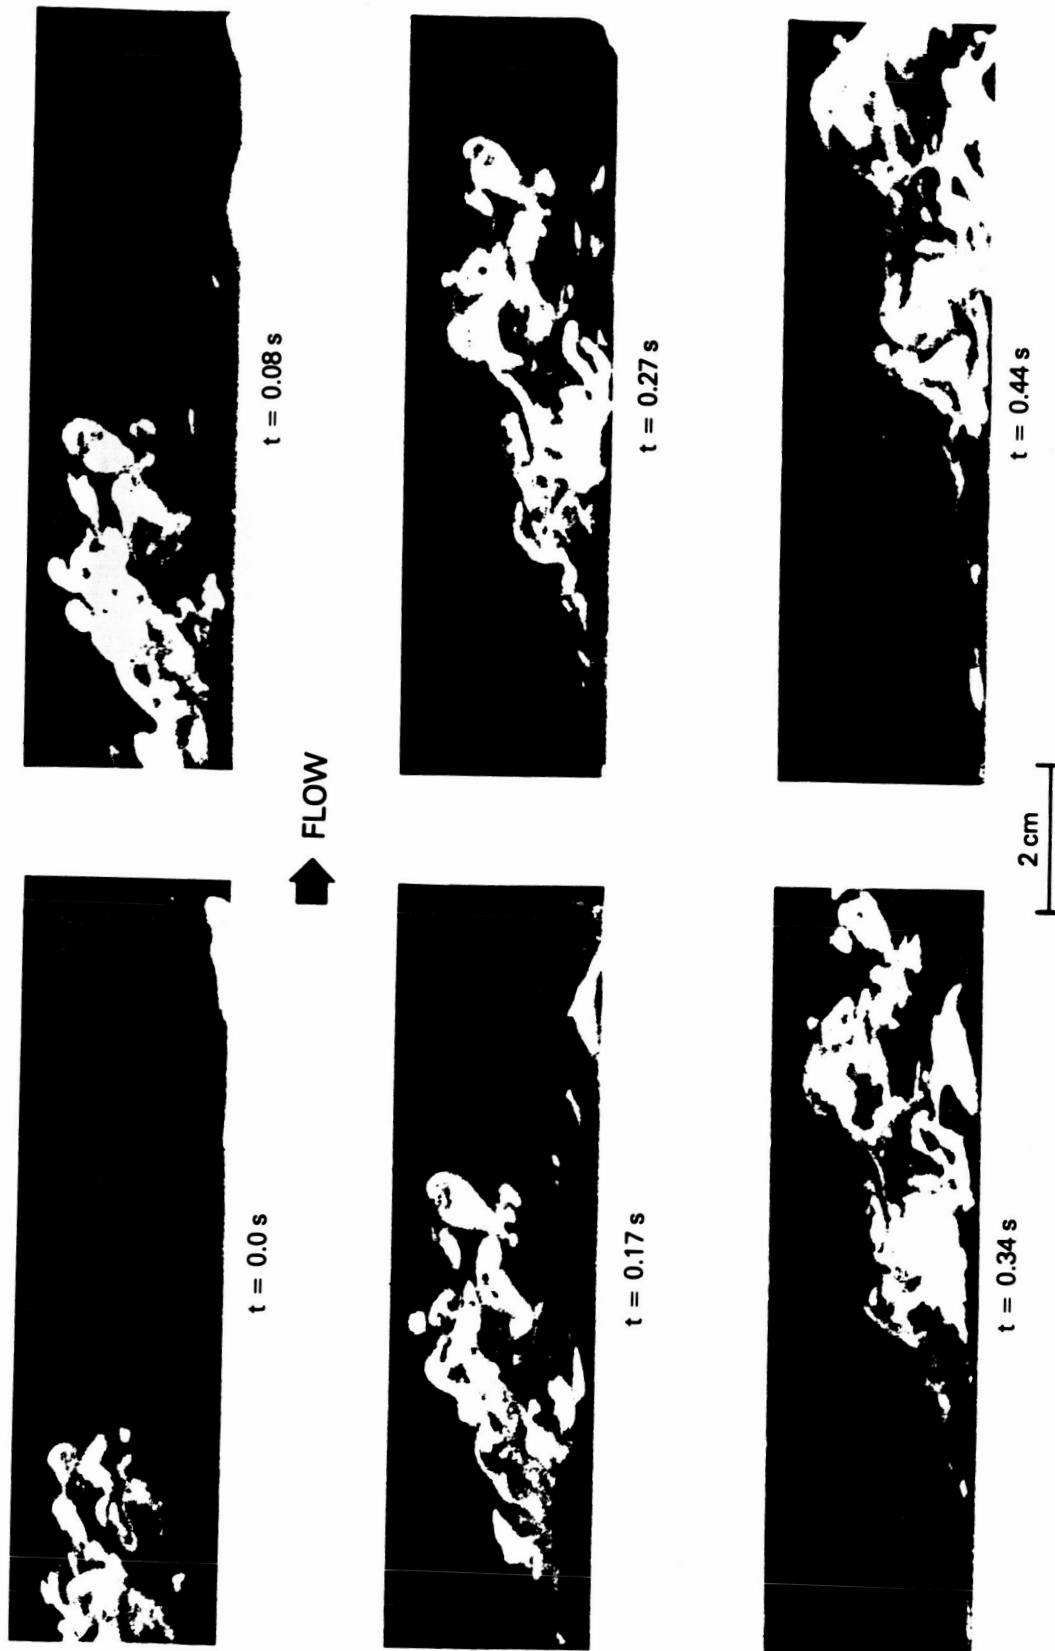 t = 0.0 s
t = 0.08 s
FLOW
t = 0.17 s
t = 0.27 s
t = 0.34 s
t = 0.44 s
2 cm